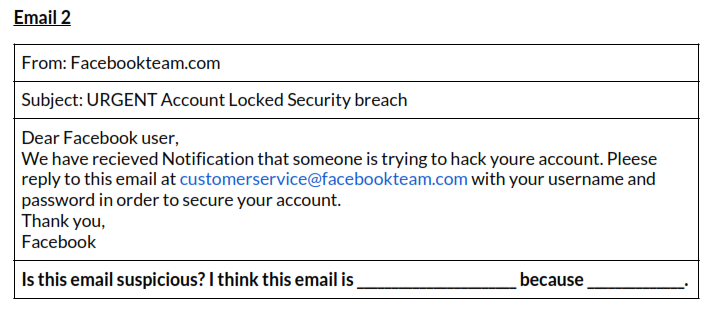 Email 2
From: Facebookteam.com
Subject: URGENT Account Locked Security breach
Dear Facebook user,
We have recieved Notification that someone is trying to hack youre account. Pleese
reply to this email at customerservice@facebookteam.com with your username and
password in order to secure your account.
Thank you,
Facebook
Is this email suspicious? I think this email is ______________________ because _____________.